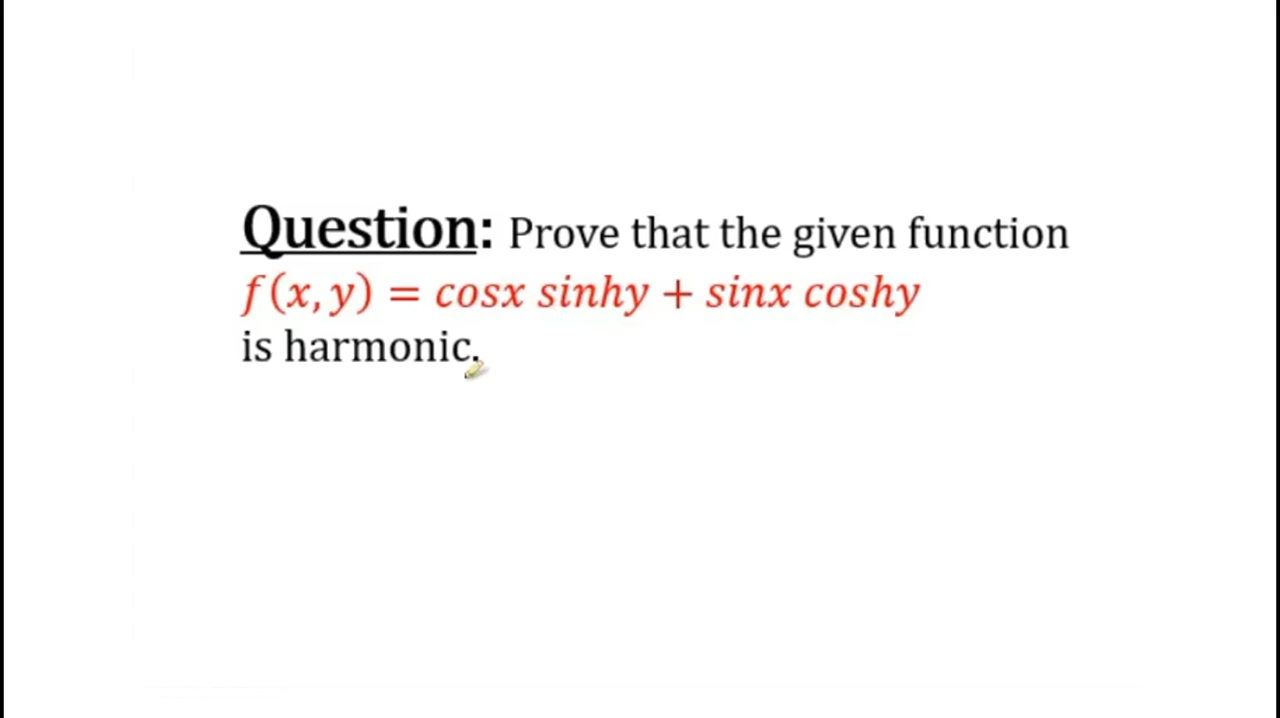 Question: Prove that the given function
f(x, y) = cosx sinhy + sinx coshy
is harmonic.